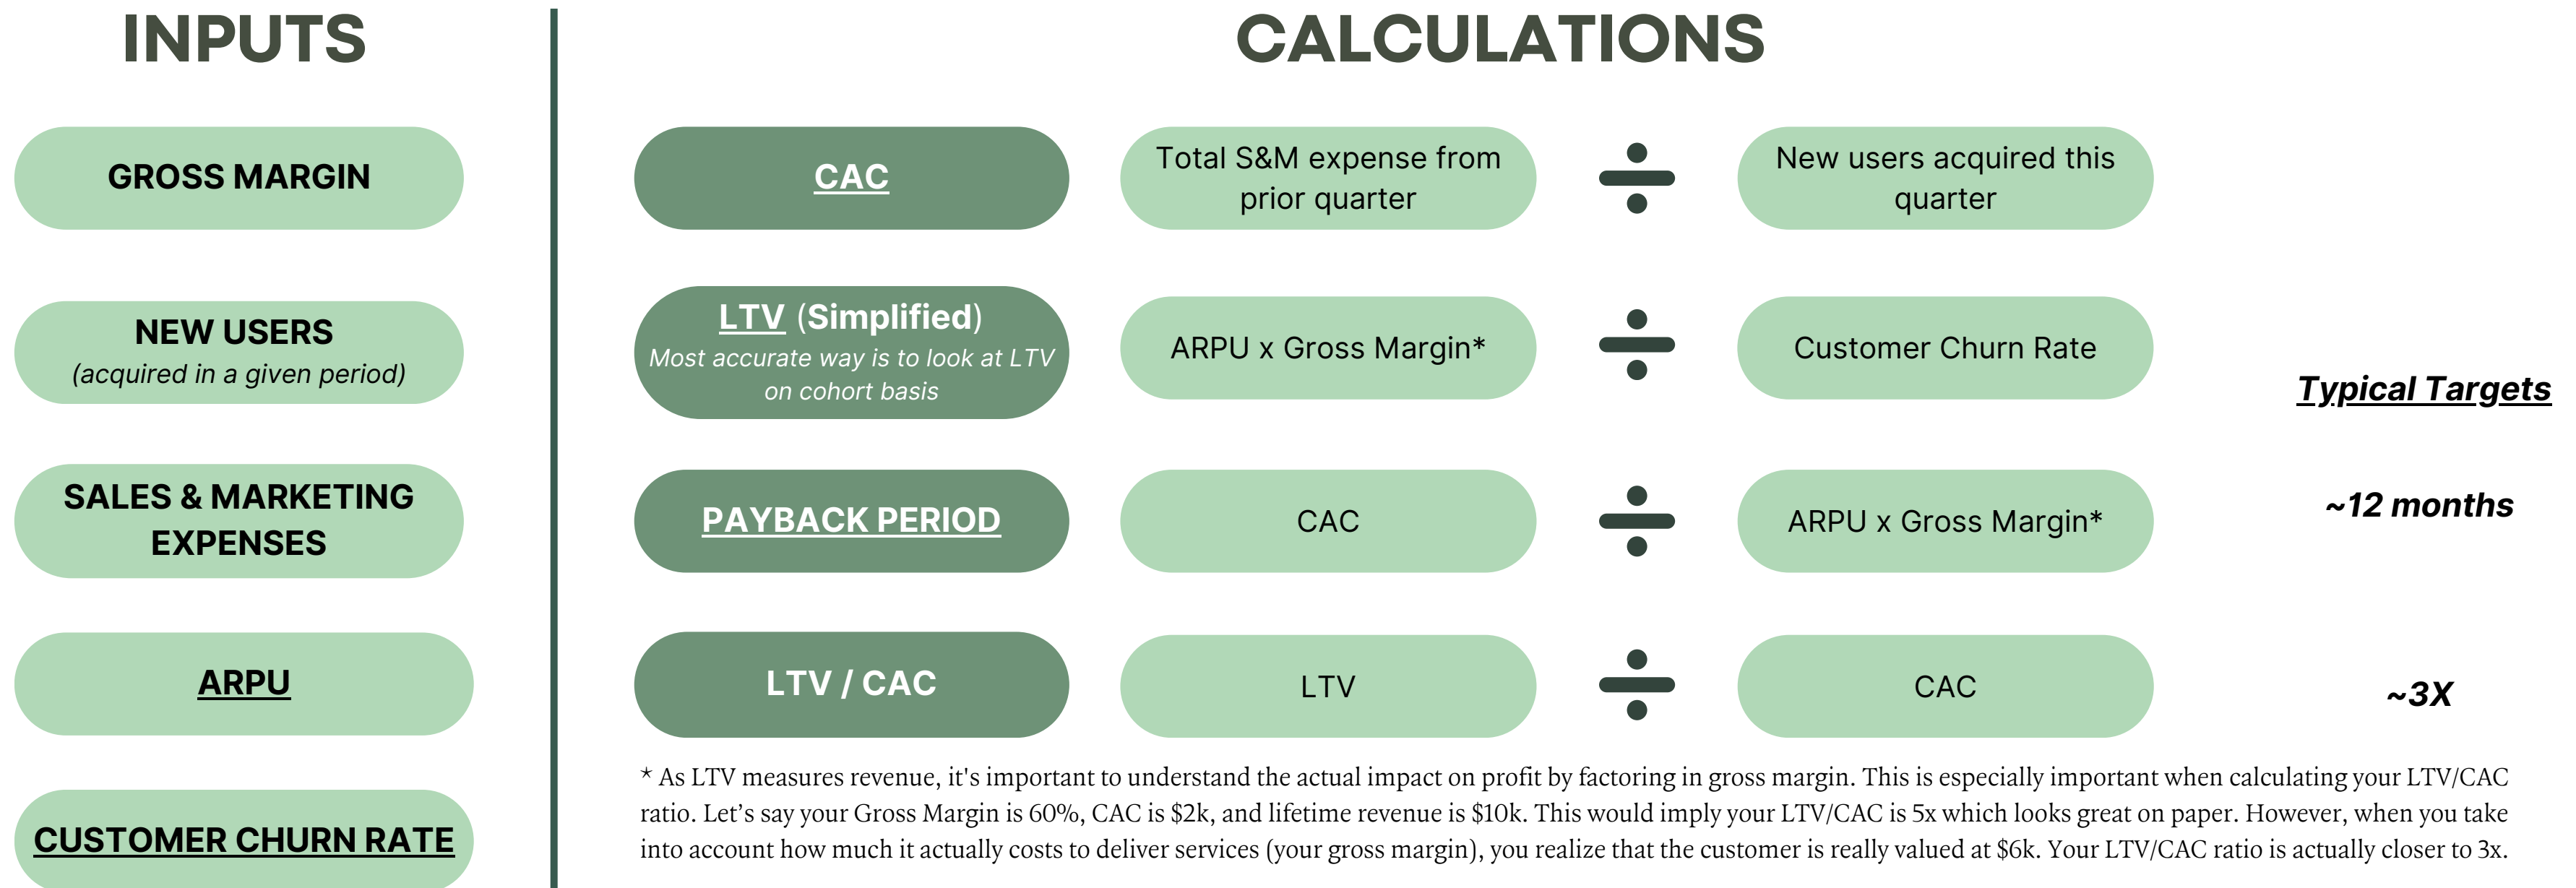 INPUTS
GROSS MARGIN
NEW USERS
(acquired in a given period)
SALES & MARKETING
EXPENSES
ARPU
CUSTOMER CHURN RATE
CALCULATIONS
CAC
Total S&M expense from
prior quarter
÷
New users acquired this
quarter
LTV (Simplified)
Most accurate way is to look at LTV
on cohort basis
ARPU x Gross Margin*
÷
Customer Churn Rate
Typical Targets
PAYBACK PERIOD
CAC
÷
ARPU x Gross Margin*
~12 months
LTV / CAC
LTV
÷
CAC
~3X
* As LTV measures revenue, it's important to understand the actual impact on profit by factoring in gross margin. This is especially important when calculating your LTV/CAC
ratio. Let’s say your Gross Margin is 60%, CAC is $2k, and lifetime revenue is $10k. This would imply your LTV/CAC is 5x which looks great on paper. However, when you take
into account how much it actually costs to deliver services (your gross margin), you realize that the customer is really valued at $6k. Your LTV/CAC ratio is actually closer to 3x.